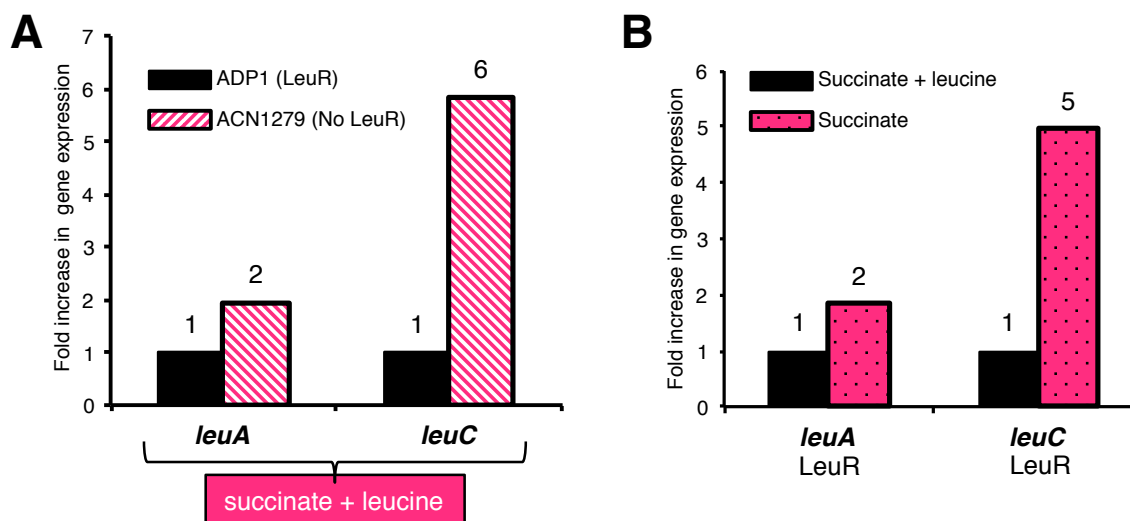 A
Fold increase in gene expression
7
6
5
4
3
2
1
0
ADP1 (LeuR)
ACN1279 (No LeuR)
1
2
1
6
leuA
leuC
succinate + leucine
B
Fold increase in gene expression
6
5
4
3
2
1
0
Succinate + leucine
Succinate
1
2
1
5
leuA
LeuR
leuC
LeuR